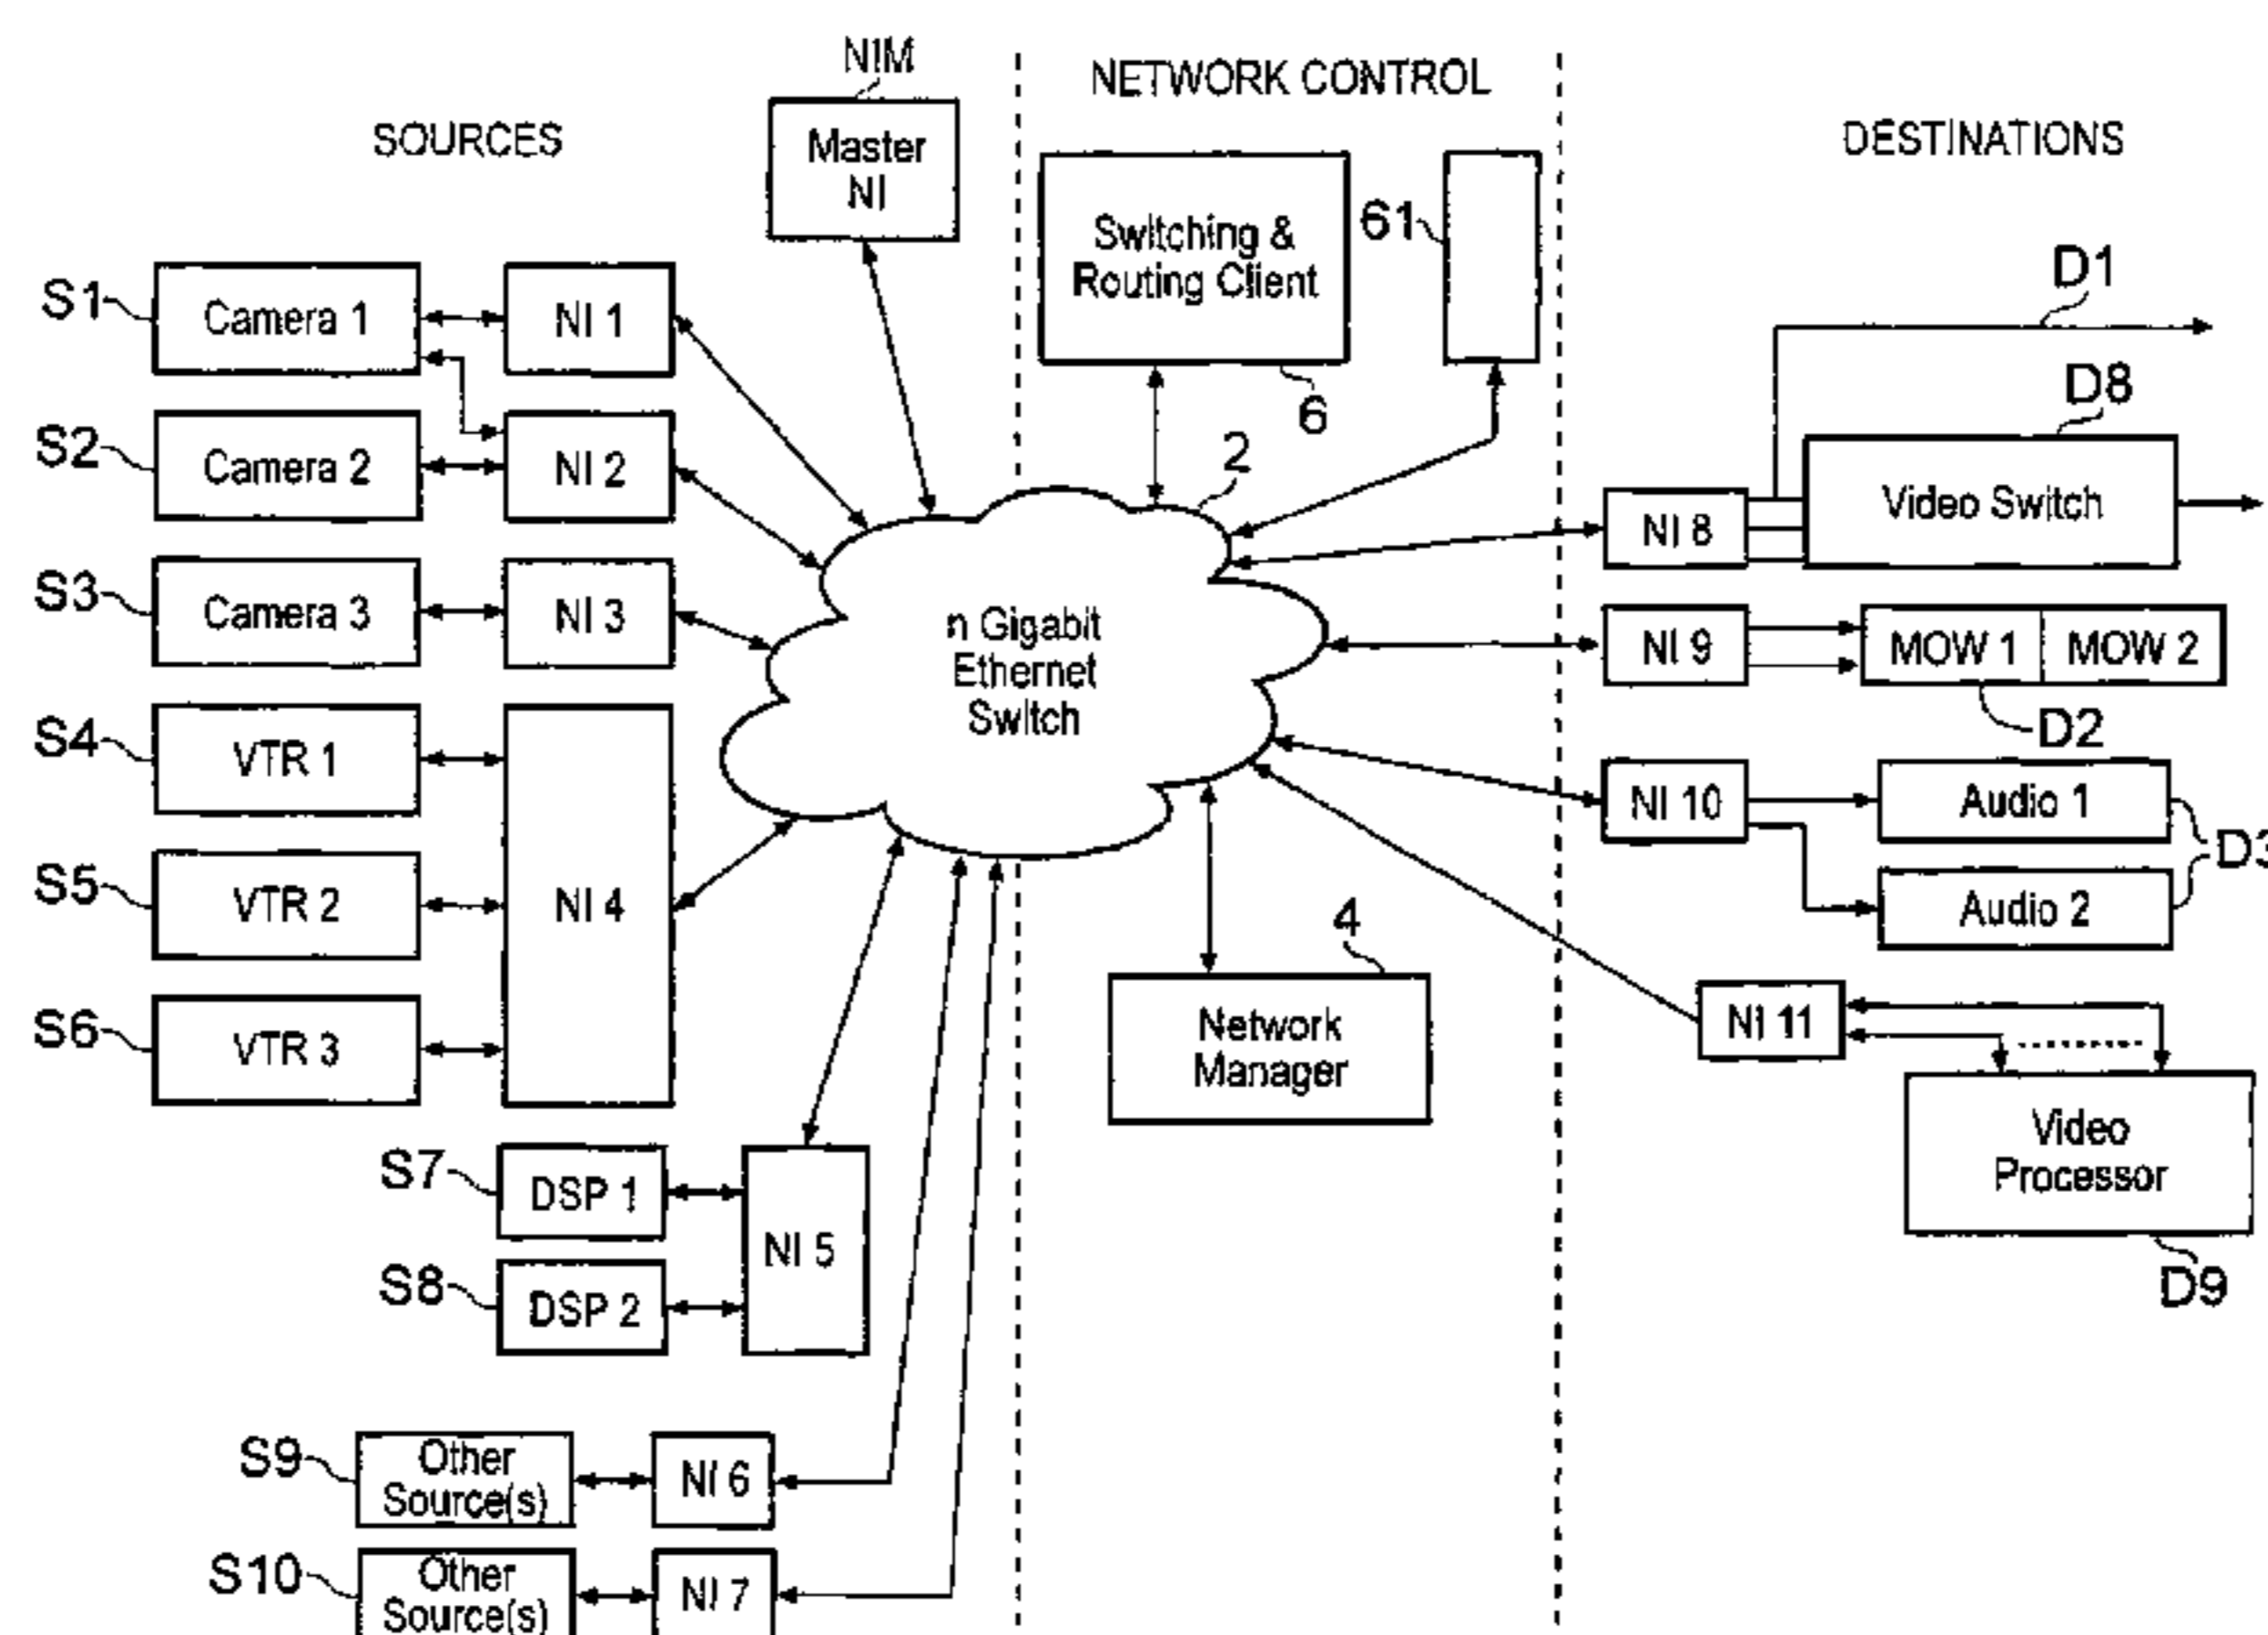 NIM
NETWORK CONTROL
SOURCES
DESTINATIONS
Master
NI
Switching &
Routing Client
61
6
2
S1
Camera 1
NI 1
S2
Camera 2
NI 2
S3
Camera 3
NI 3
S4
VTR 1
S5
VTR 2
NI 4
S6
VTR 3
S7
DSP 1
NI 5
S8
DSP 2
S9
Other
Source(s)
NI 6
S10
Other
Source(s)
NI 7
n Gigabit
Ethernet
Switch
4
Network
Manager
D1
D8
NI 8
Video Switch
NI 9
MOW 1
MOW 2
D2
NI 10
Audio 1
D3
Audio 2
NI 11
Video
Processor
D9